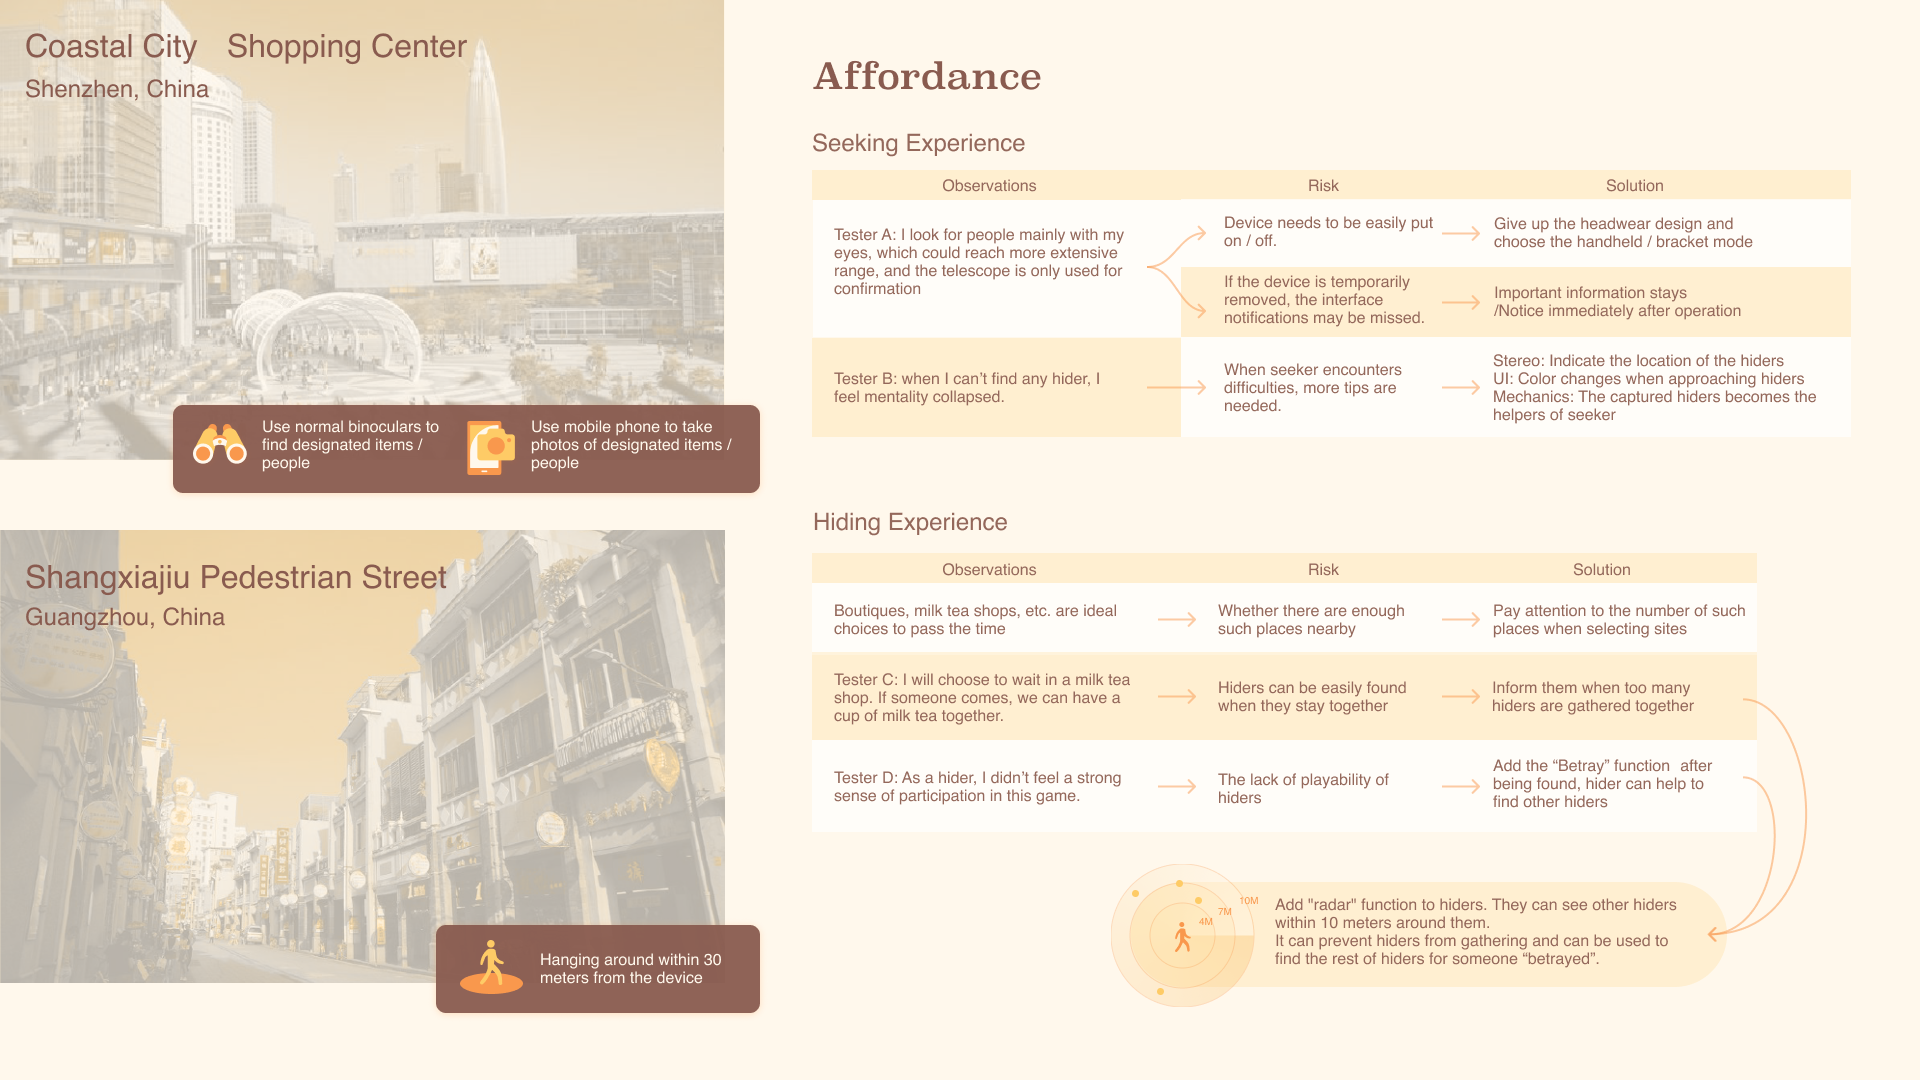 Coastal City Shopping Center
Shenzhen, China
Use normal binoculars to
find designated items /
people
Use mobile phone to take
photos of designated items /
people
Shangxiajiu Pedestrian Street
Guangzhou, China
Hanging around within 30
meters from the device
Affordance
Seeking Experience
Observations
Risk
Solution
Tester A: I look for people mainly with my
eyes, which could reach more extensive
range, and the telescope is only used for
confirmation
Device needs to be easily put
on / off.
Give up the headwear design and
choose the handheld / bracket mode
If the device is temporarily
removed, the interface
notifications may be missed.
Important information stays
/Notice immediately after operation
Tester B: when I can’t find any hider, I
feel mentality collapsed.
When seeker encounters
difficulties, more tips are
needed.
Stereo: Indicate the location of the hiders
UI: Color changes when approaching hiders
Mechanics: The captured hiders becomes the
helpers of seeker
Hiding Experience
Observations
Risk
Solution
Boutiques, milk tea shops, etc. are ideal
choices to pass the time
Whether there are enough
such places nearby
Pay attention to the number of such
places when selecting sites
Tester C: I will choose to wait in a milk tea
shop. If someone comes, we can have a
cup of milk tea together.
Hiders can be easily found
when they stay together
Inform them when too many
hiders are gathered together
Tester D: As a hider, I didn’t feel a strong
sense of participation in this game.
The lack of playability of
hiders
Add the “Betray” function after
being found, hider can help to
find other hiders
10M
7M
4M
Add "radar" function to hiders. They can see other hiders
within 10 meters around them.
It can prevent hiders from gathering and can be used to
find the rest of hiders for someone “betrayed”.